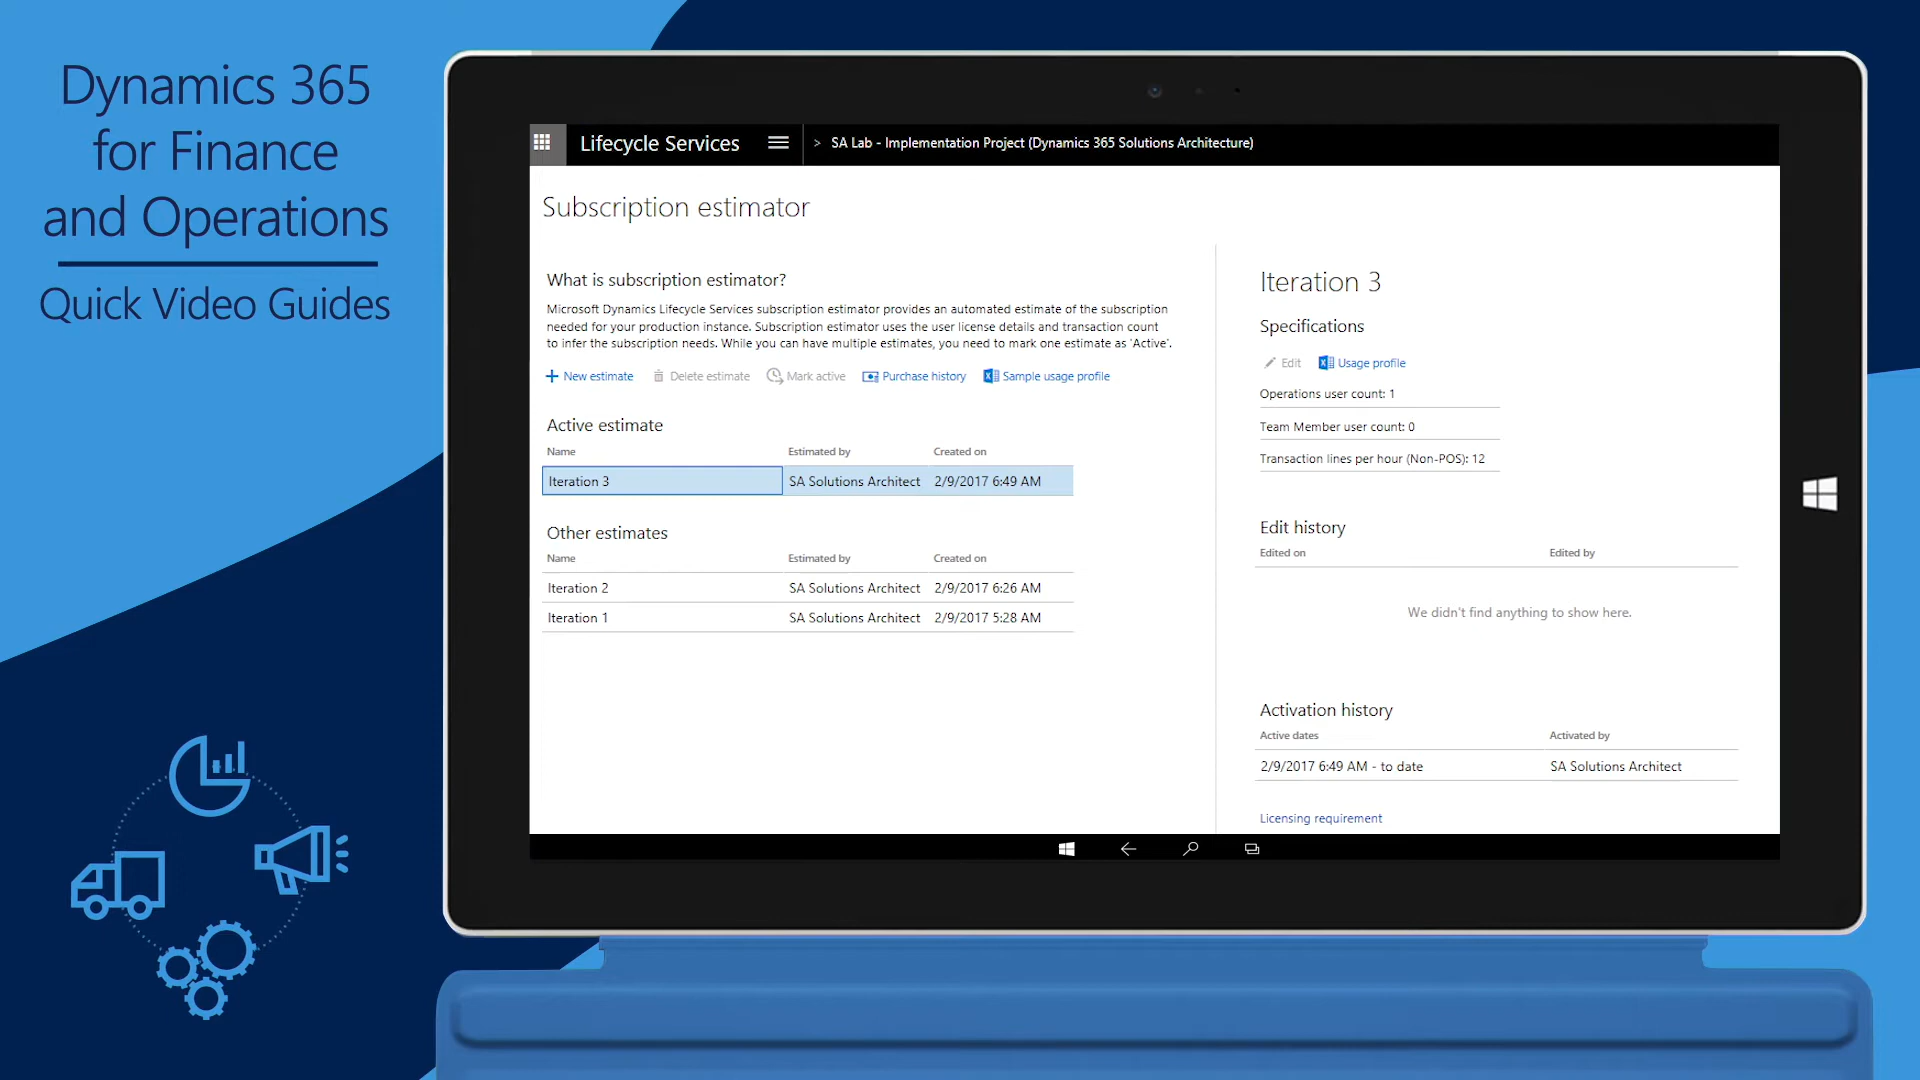 Dynamics 365
for Finance
and Operations
Quick Video Guides
Lifecycle Services
> SA Lab - Implementation Project (Dynamics 365 Solutions Architecture)
Subscription estimator
What is subscription estimator?
Microsoft Dynamics Lifecycle Services subscription estimator provides an automated estimate of the subscription
needed for your production instance. Subscription estimator uses the user license details and transaction count
to infer the subscription needs. While you can have multiple estimates, you need to mark one estimate as 'Active'.
New estimate Delete estimate Mark active Purchase history Sample usage profile
Active estimate
Name Estimated by Created on
Iteration 3 SA Solutions Architect 2/9/2017 6:49 AM
Other estimates
Name Estimated by Created on
Iteration 2 SA Solutions Architect 2/9/2017 6:26 AM
Iteration 1 SA Solutions Architect 2/9/2017 5:28 AM
Iteration 3
Specifications
Edit Usage profile
Operations user count: 1
Team Member user count: 0
Transaction lines per hour (Non-POS): 12
Edit history
Edited on Edited by
We didn't find anything to show here.
Activation history
Active dates Activated by
2/9/2017 6:49 AM - to date SA Solutions Architect
Licensing requirement